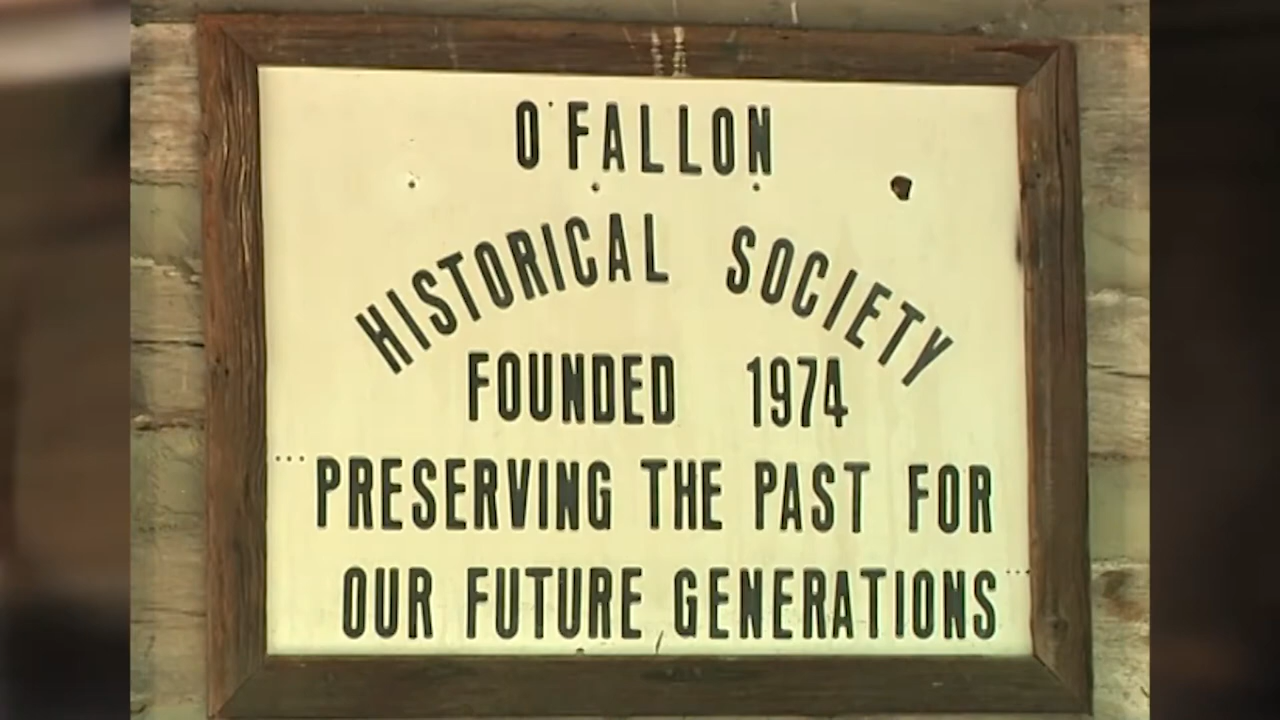 O'FALLON
HISTORICAL SOCIETY
FOUNDED 1974
...PRESERVING THE PAST FOR
OUR FUTURE GENERATIONS...